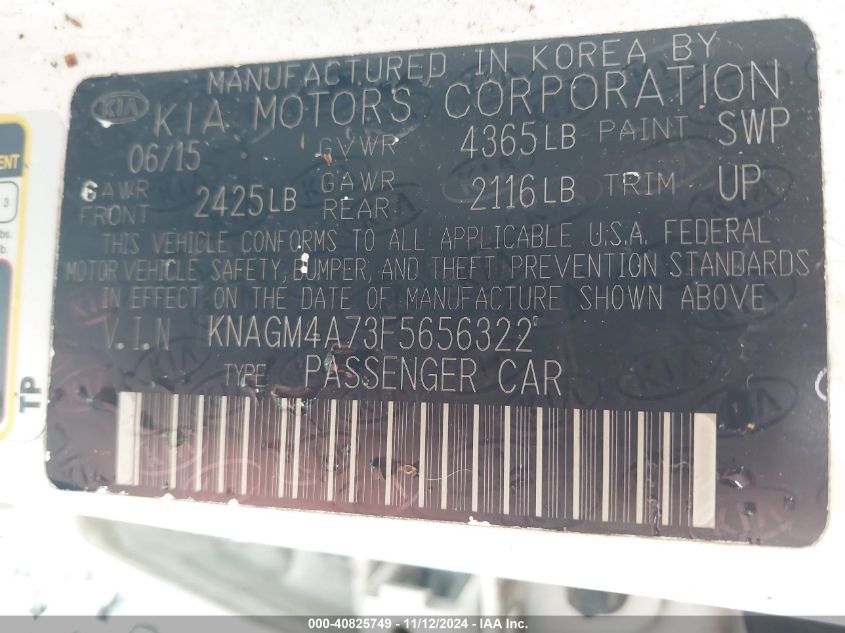 MANUFACTURED IN KOREA BY
KIA KIA MOTORS CORPORATION
06/15 GVWR 4365LB PAINT SWP
GAWR FRONT 2425LB GAWR REAR 2116LB TRIM UP
THIS VEHICLE CONFORMS TO ALL APPLICABLE U.S.A. FEDERAL
MOTOR VEHICLE SAFETY, BUMPER, AND THEFT PREVENTION STANDARDS
IN EFFECT ON THE DATE OF MANUFACTURE SHOWN ABOVE
V.I.N KNAGM4A73F5656322
TYPE PASSENGER CAR
3
TP
000-40825749 - 11/12/2024 - IAA Inc.